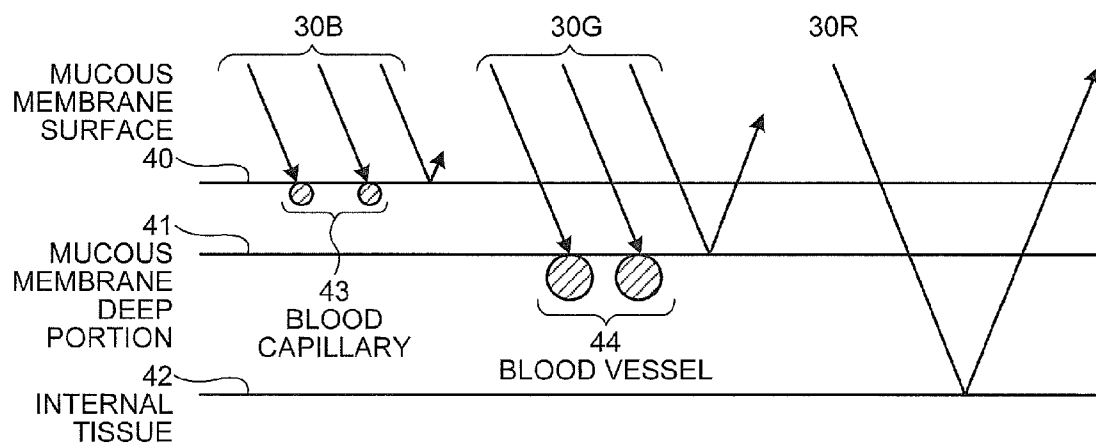 30B
30G
30R
MUCOUS
MEMBRANE
SURFACE
40
41
MUCOUS
MEMBRANE
DEEP
PORTION
43
BLOOD
CAPILLARY
44
BLOOD VESSEL
42
INTERNAL
TISSUE